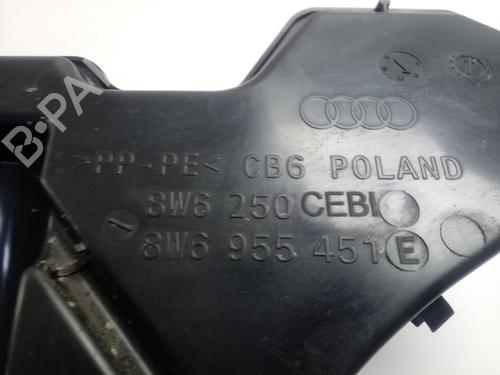 >PP-PE< CB6 POLAND
8W6 250 CEBI
8W6 955 451 E
B-PA